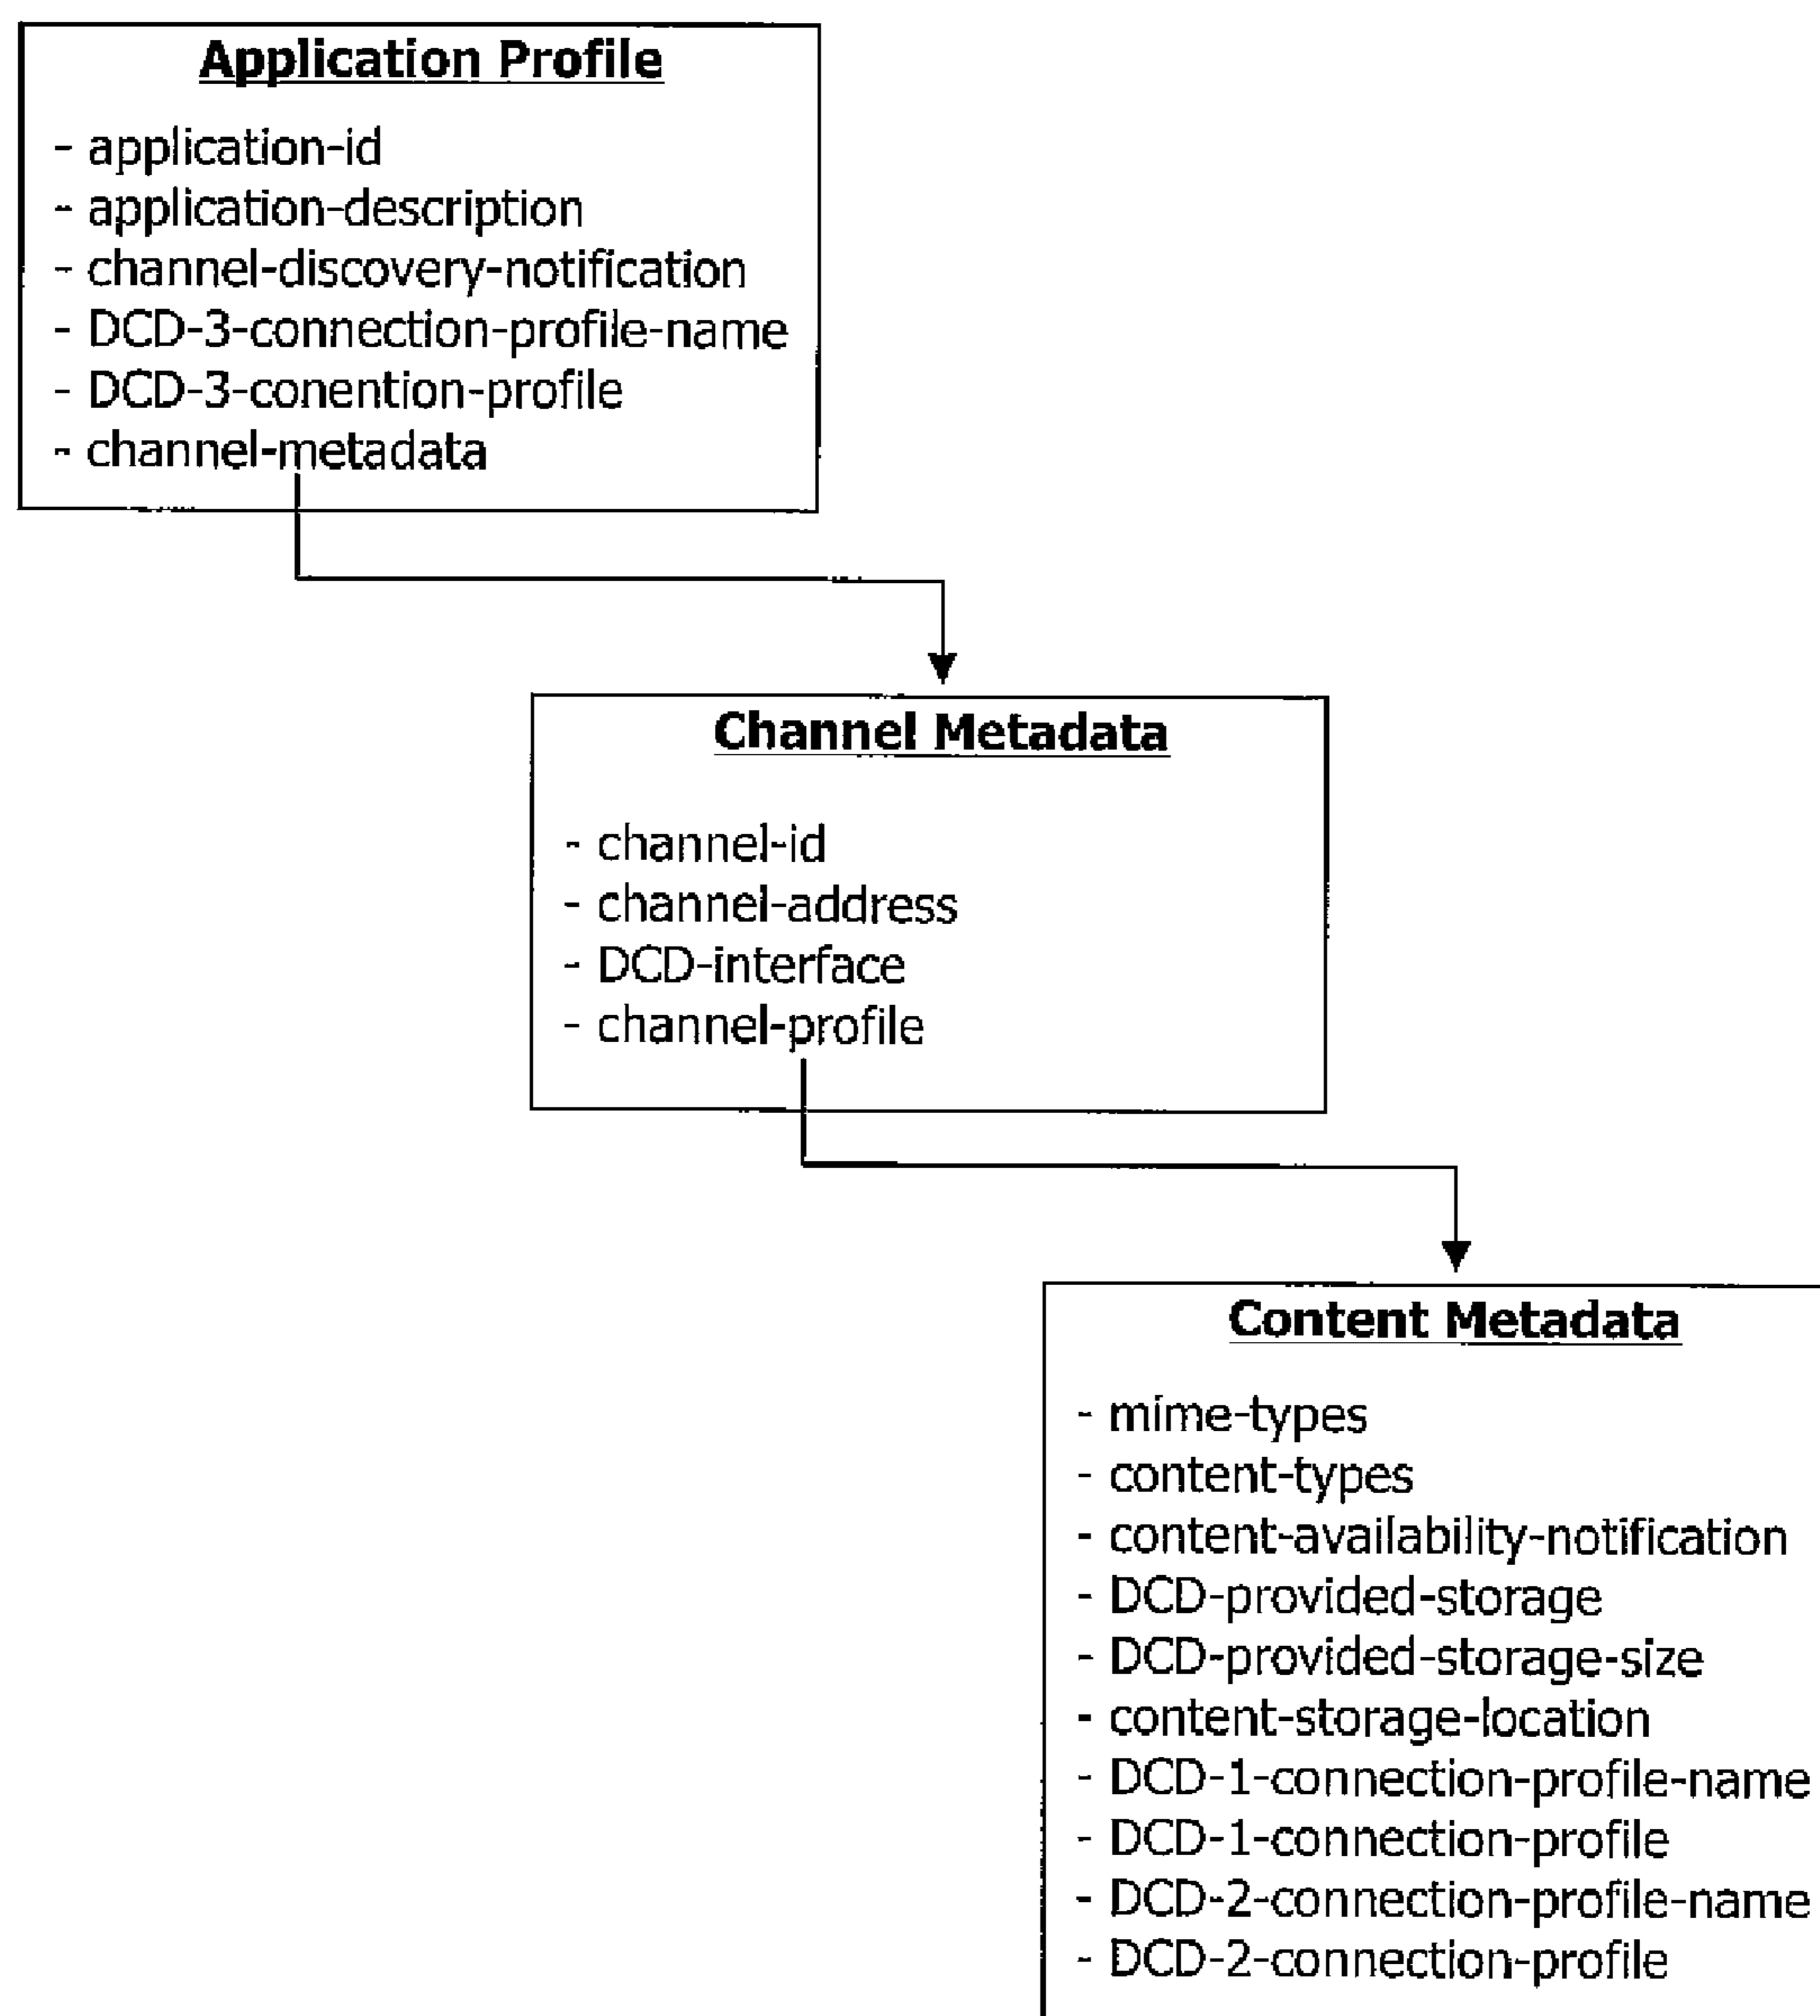 Application Profile
- application-id
- application-description
- channel-discovery-notification
- DCD-3-connection-profile-name
- DCD-3-conention-profile
- channel-metadata
Channel Metadata
- channel-id
- channel-address
- DCD-interface
- channel-profile
Content Metadata
- mime-types
- content-types
- content-availability-notification
- DCD-provided-storage
- DCD-provided-storage-size
- content-storage-location
- DCD-1-connection-profile-name
- DCD-1-connection-profile
- DCD-2-connection-profile-name
- DCD-2-connection-profile